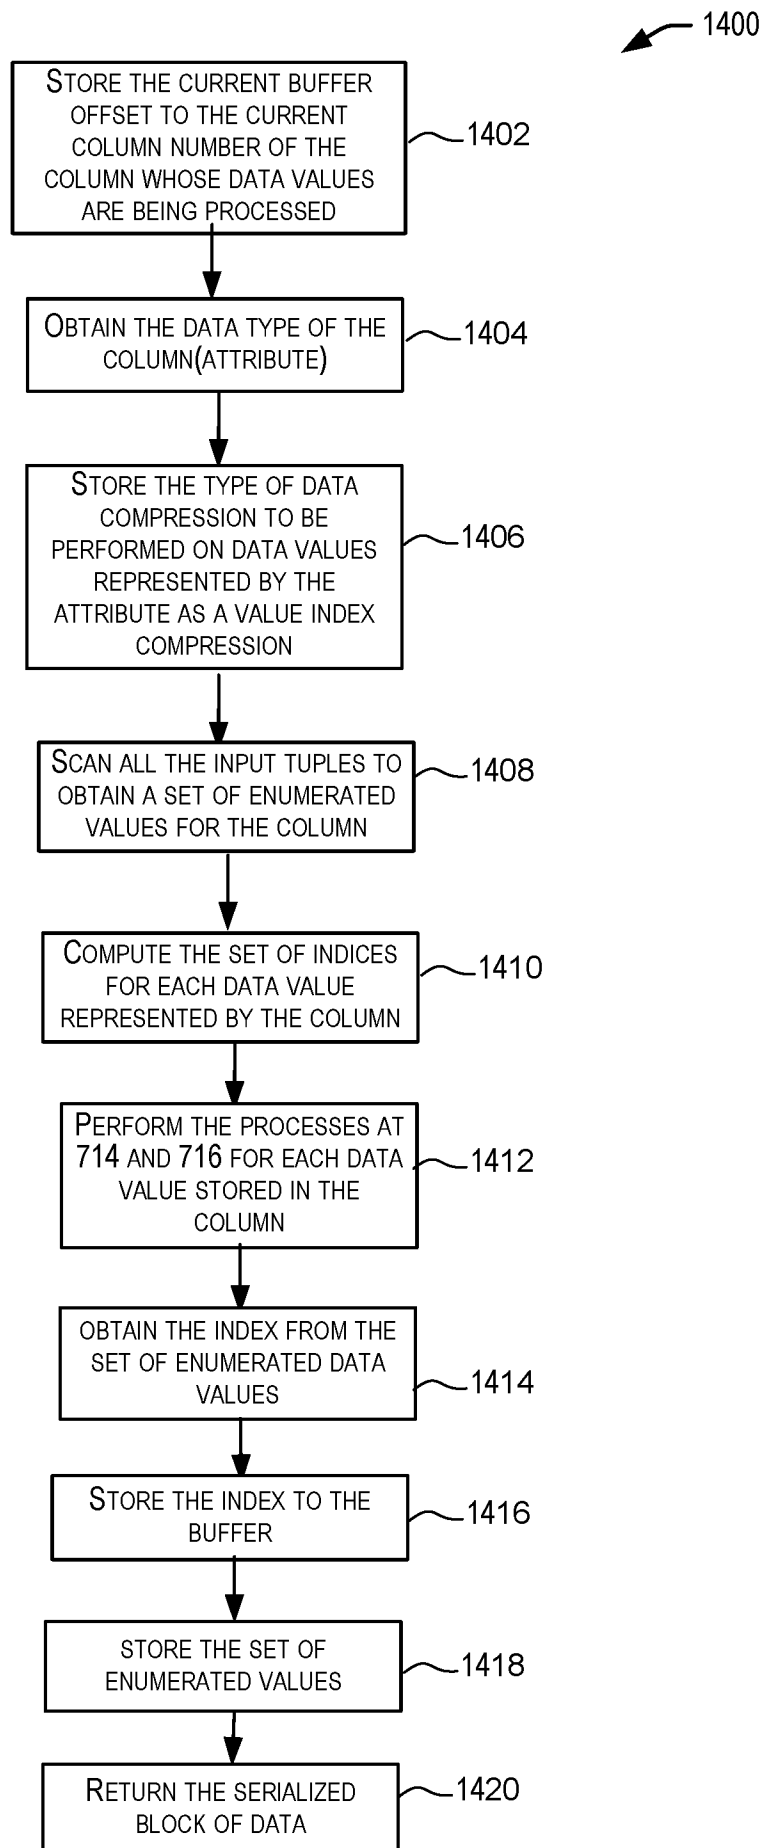 1400
STORE THE CURRENT BUFFER
OFFSET TO THE CURRENT
COLUMN NUMBER OF THE
COLUMN WHOSE DATA VALUES
ARE BEING PROCESSED
1402
OBTAIN THE DATA TYPE OF THE
COLUMN(ATTRIBUTE)
1404
STORE THE TYPE OF DATA
COMPRESSION TO BE
PERFORMED ON DATA VALUES
REPRESENTED BY THE
ATTRIBUTE AS A VALUE INDEX
COMPRESSION
1406
SCAN ALL THE INPUT TUPLES TO
OBTAIN A SET OF ENUMERATED
VALUES FOR THE COLUMN
1408
COMPUTE THE SET OF INDICES
FOR EACH DATA VALUE
REPRESENTED BY THE COLUMN
1410
PERFORM THE PROCESSES AT
714 AND 716 FOR EACH DATA
VALUE STORED IN THE
COLUMN
1412
OBTAIN THE INDEX FROM THE
SET OF ENUMERATED DATA
VALUES
1414
STORE THE INDEX TO THE
BUFFER
1416
STORE THE SET OF
ENUMERATED VALUES
1418
RETURN THE SERIALIZED
BLOCK OF DATA
1420